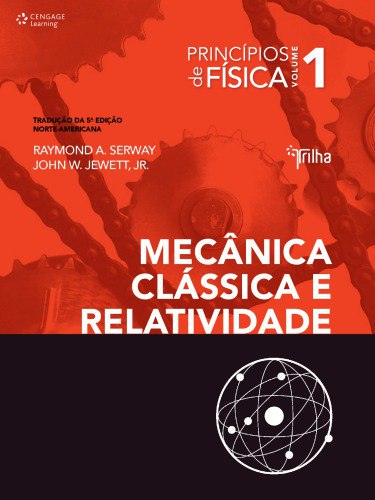 CENGAGE
Learning
PRINCÍPIOS
de FÍSICA
VOLUME 1
TRADUÇÃO DA 5ª EDIÇÃO
NORTE-AMERICANA
RAYMOND A. SERWAY
JOHN W. JEWETT, JR.
Trilha
MECÂNICA
CLÁSSICA E
RELATIVIDADE